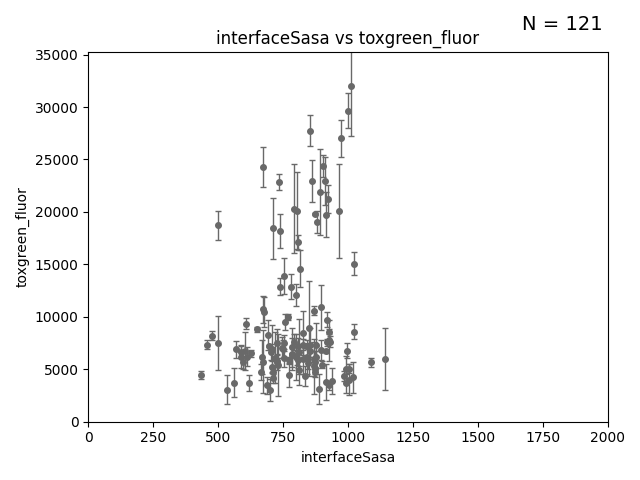 N = 121
interfaceSasa vs toxgreen_fluor
35000
30000
25000
20000
15000
10000
5000
0
toxgreen_fluor
0 250 500 750 1000 1250 1500 1750 2000
interfaceSasa